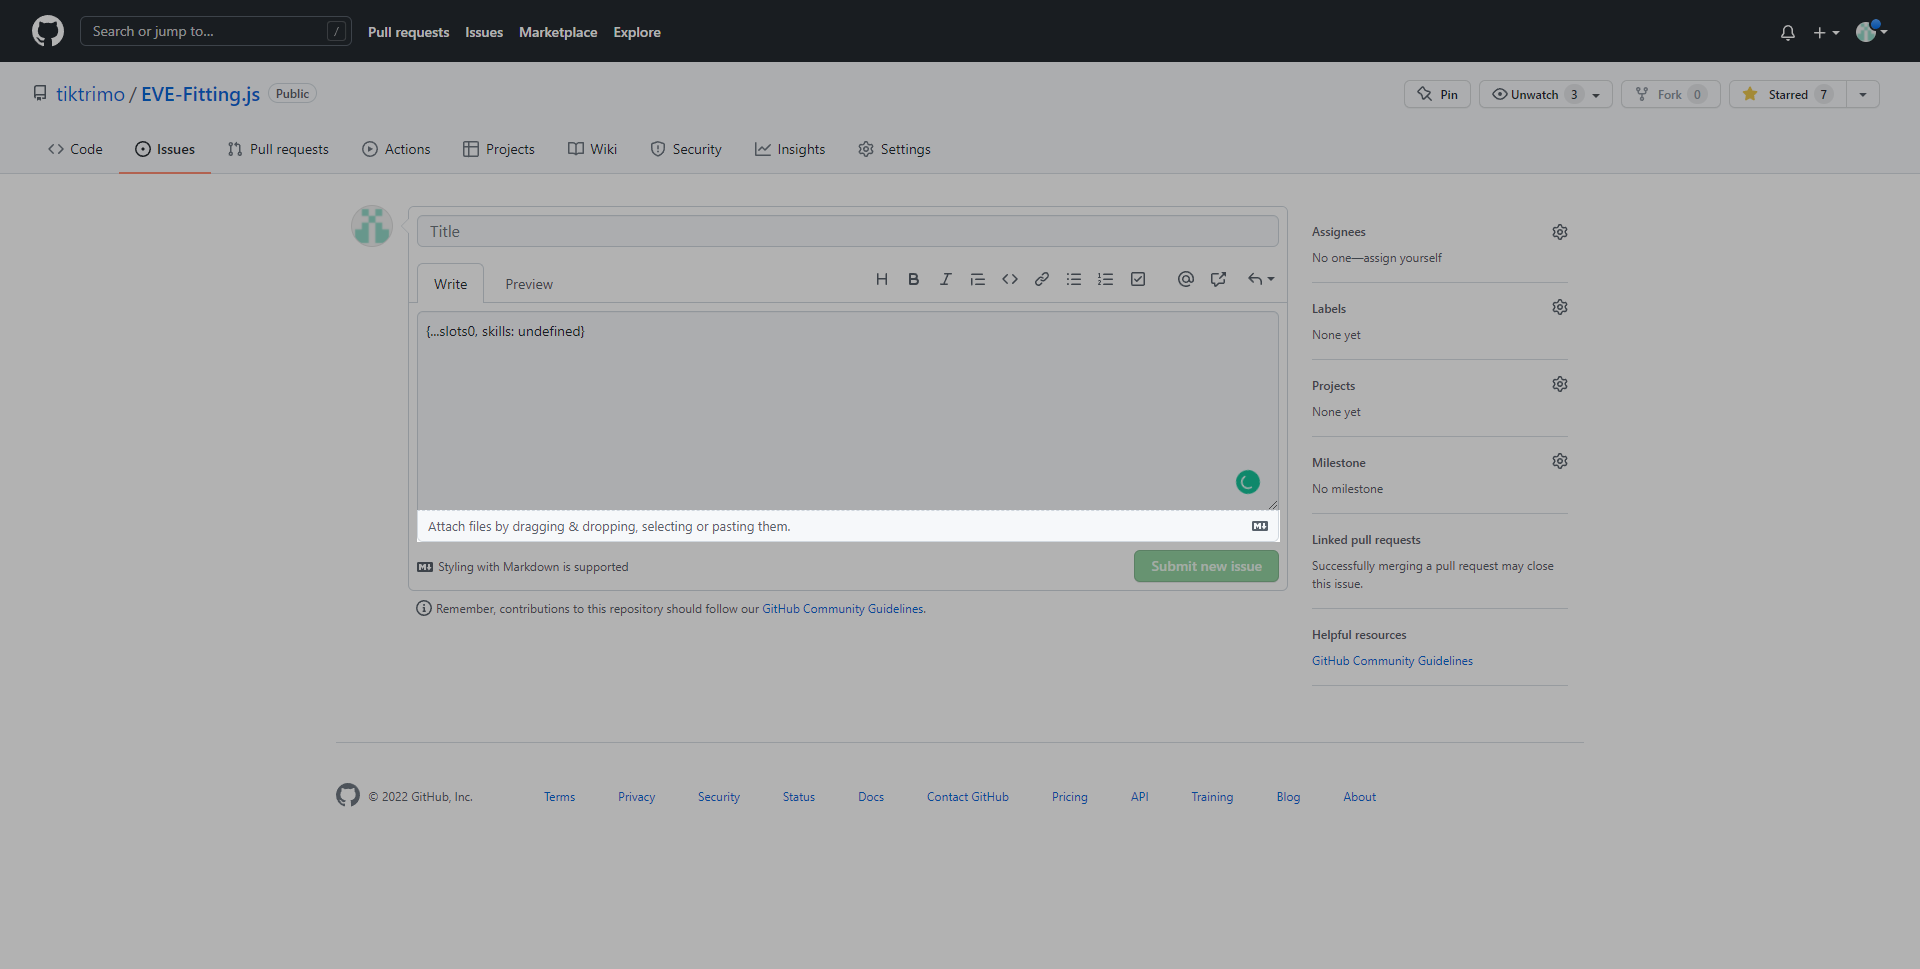 Search or jump to... /
Pull requests Issues Marketplace Explore
tiktrimo / EVE-Fitting.js Public
Pin Unwatch 3 Fork 0 Starred 7
Code Issues Pull requests Actions Projects Wiki Security Insights Settings
Title
Write Preview
{...slots0, skills: undefined}
Attach files by dragging & dropping, selecting or pasting them.
Styling with Markdown is supported
Submit new issue
Remember, contributions to this repository should follow our GitHub Community Guidelines.
Assignees
No one—assign yourself
Labels
None yet
Projects
None yet
Milestone
No milestone
Linked pull requests
Successfully merging a pull request may close
this issue.
Helpful resources
GitHub Community Guidelines
© 2022 GitHub, Inc. Terms Privacy Security Status Docs Contact GitHub Pricing API Training Blog About